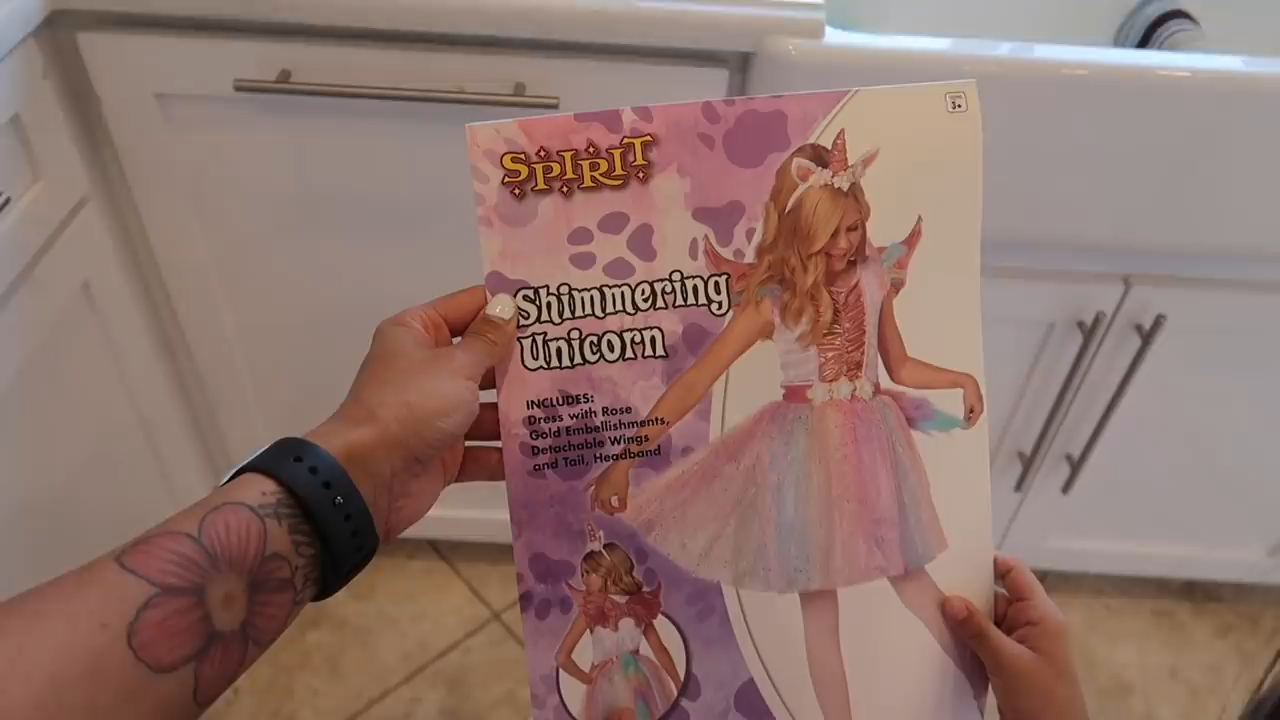 SPIRIT
Shimmering
Unicorn
INCLUDES:
Dress with Rose
Gold Embellishments,
Detachable Wings
and Tail, Headband
3+